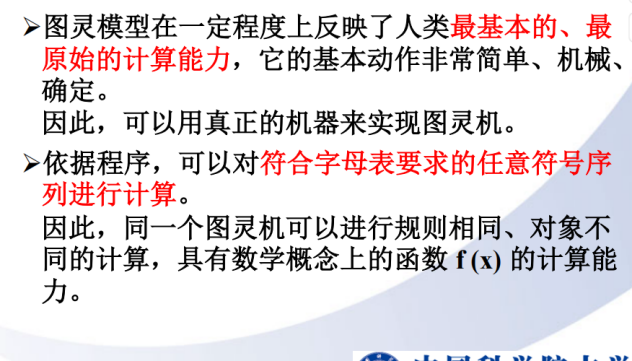 ➢图灵模型在一定程度上反映了人类最基本的、最
原始的计算能力，它的基本动作非常简单、机械、
确定。
因此，可以用真正的机器来实现图灵机。
➢依据程序，可以对符合字母表要求的任意符号序
列进行计算。
因此，同一个图灵机可以进行规则相同、对象不
同的计算，具有数学概念上的函数 f (x) 的计算能
力。